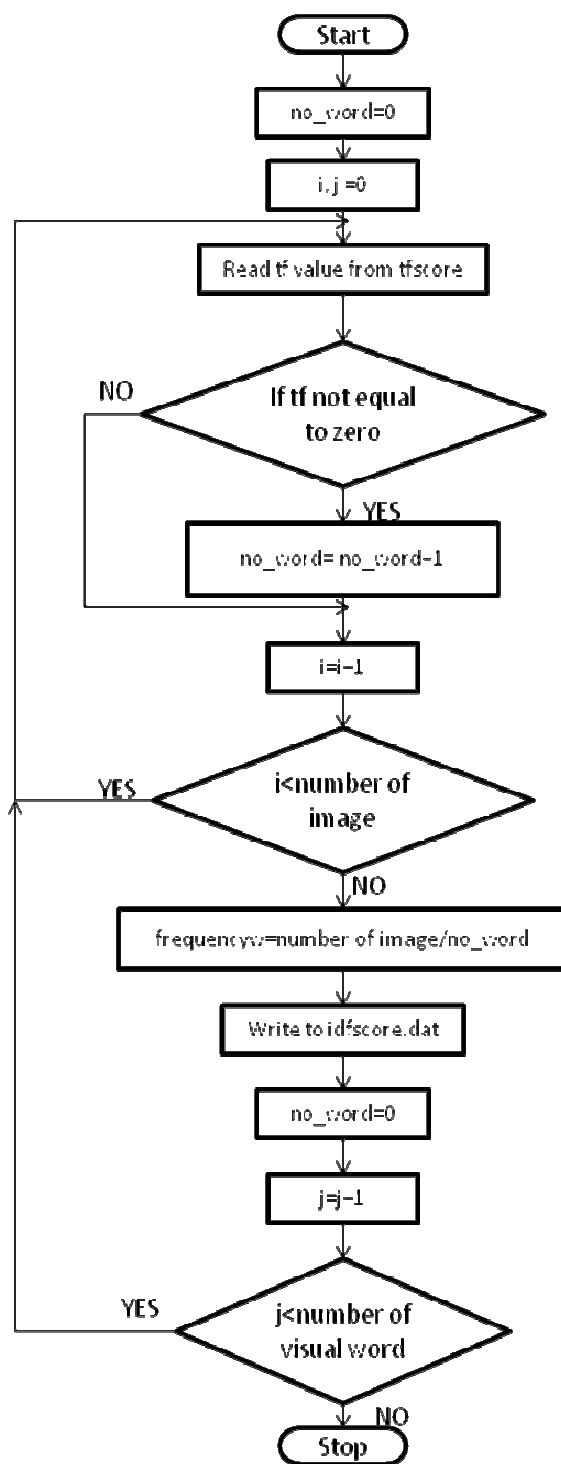 Start
no_word=0
i, j =0
Read tf value from tfscore
If tf not equal
to zero
NO
YES
no_word= no_word-1
i=i-1
i<number of
image
YES
NO
frequencyw=number of image/no_word
Write to idfscore.dat
no_word=0
j=j-1
j<number of
visual word
YES
NO
Stop